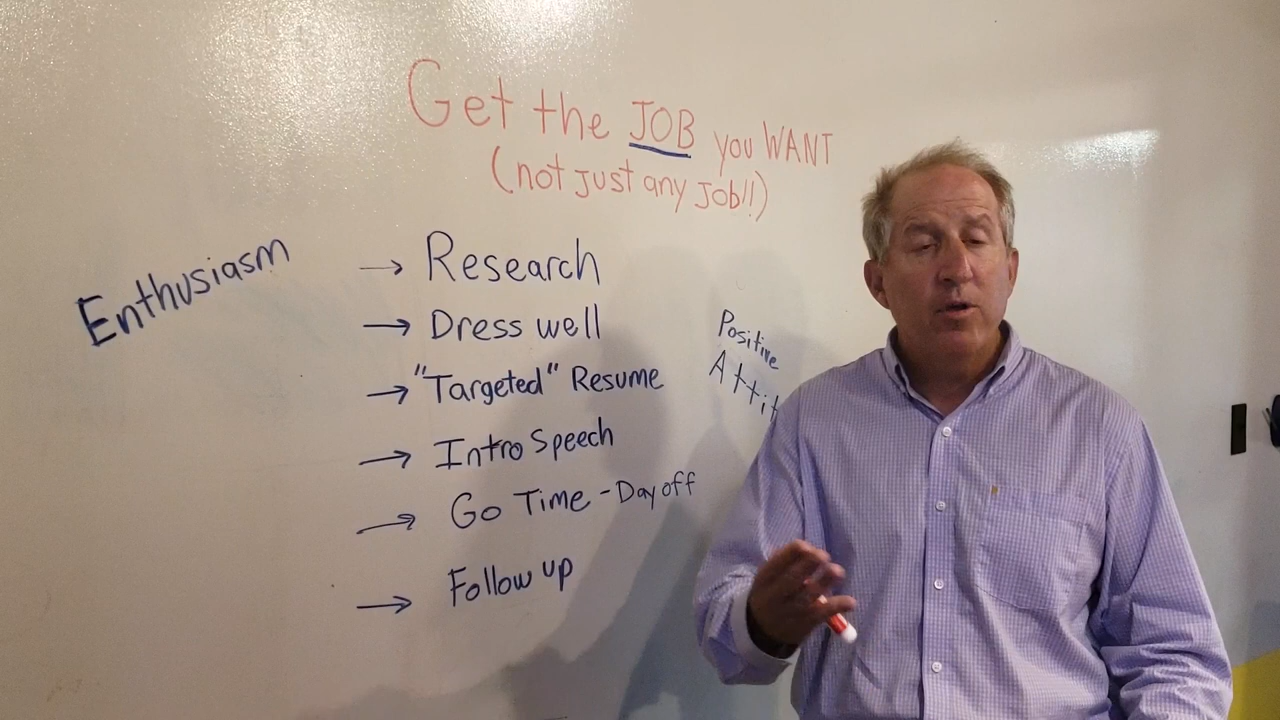 Get the JOB you WANT
(not just any JOB!!)
Enthusiasm
→ Research
→ Dress well
→ "Targeted" Resume
→ Intro Speech
→ Go Time - Day off
→ Follow up
Positive
Attit